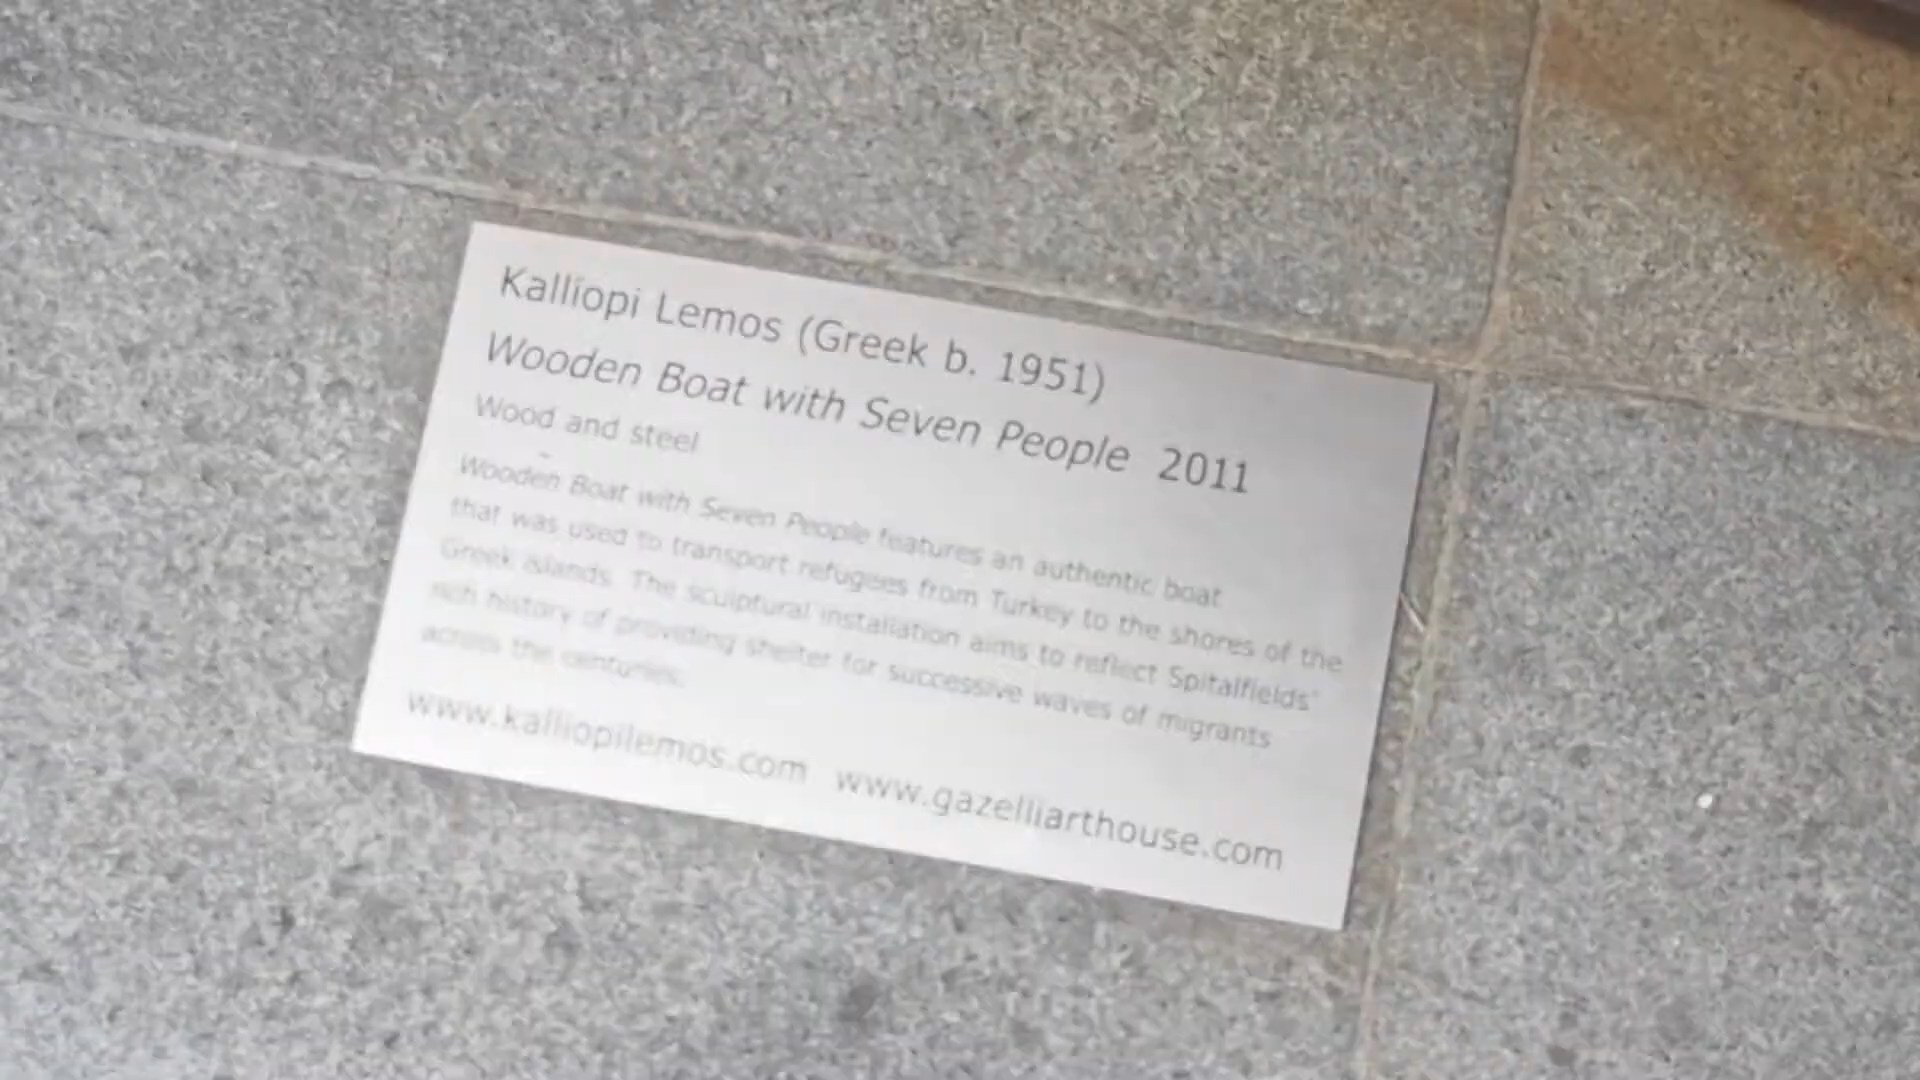 Kalliopi Lemos (Greek b. 1951)
Wooden Boat with Seven People 2011
Wood and steel
Wooden Boat with Seven People features an authentic boat
that was used to transport refugees from Turkey to the shores of the
Greek islands. The sculptural installation aims to reflect Spitalfields'
rich history of providing shelter for successive waves of migrants
across the centuries.
www.kalliopilemos.com www.gazelliarthouse.com